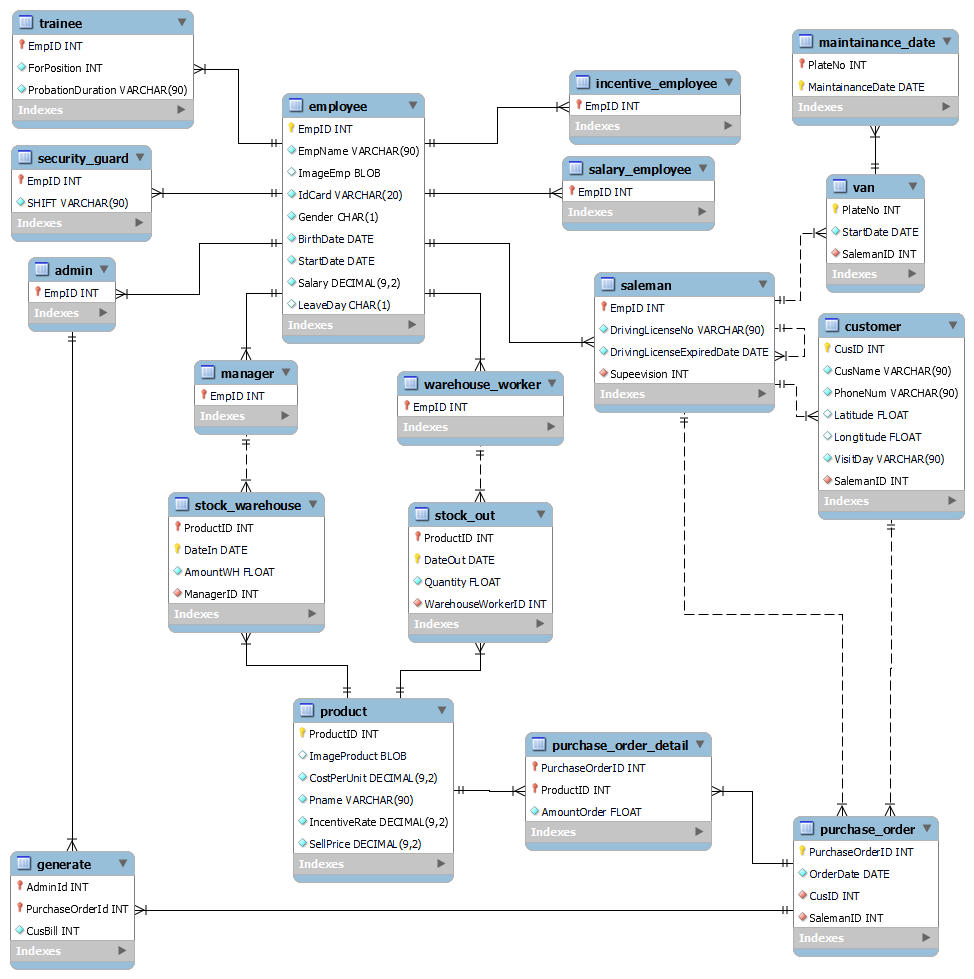 trainee
EmpID INT
ForPosition INT
ProbationDuration VARCHAR(90)
Indexes
security_guard
EmpID INT
SHIFT VARCHAR(90)
Indexes
admin
EmpID INT
Indexes
employee
EmpID INT
EmpName VARCHAR(90)
ImageEmp BLOB
IdCard VARCHAR(20)
Gender CHAR(1)
BirthDate DATE
StartDate DATE
Salary DECIMAL(9,2)
LeaveDay CHAR(1)
Indexes
incentive_employee
EmpID INT
Indexes
salary_employee
EmpID INT
Indexes
maintainance_date
PlateNo INT
MaintainanceDate DATE
Indexes
van
PlateNo INT
StartDate DATE
SalemanID INT
Indexes
saleman
EmpID INT
DrivingLicenseNo VARCHAR(90)
DrivingLicenseExpiredDate DATE
Supeevision INT
Indexes
customer
CusID INT
CusName VARCHAR(90)
PhoneNum VARCHAR(90)
Latitude FLOAT
Longtitude FLOAT
VisitDay VARCHAR(90)
SalemanID INT
Indexes
manager
EmpID INT
Indexes
warehouse_worker
EmpID INT
Indexes
stock_warehouse
ProductID INT
DateIn DATE
AmountWH FLOAT
ManagerID INT
Indexes
stock_out
ProductID INT
DateOut DATE
Quantity FLOAT
WarehouseWorkerID INT
Indexes
product
ProductID INT
ImageProduct BLOB
CostPerUnit DECIMAL(9,2)
Pname VARCHAR(90)
IncentiveRate DECIMAL(9,2)
SellPrice DECIMAL(9,2)
Indexes
purchase_order_detail
PurchaseOrderID INT
ProductID INT
AmountOrder FLOAT
Indexes
purchase_order
PurchaseOrderID INT
OrderDate DATE
CusID INT
SalemanID INT
Indexes
generate
AdminId INT
PurchaseOrderId INT
CusBill INT
Indexes